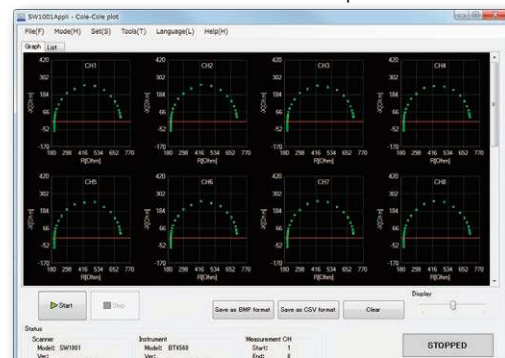 SW1001Appli - Cole-Cole plot
File(F) Mode(M) Set(S) Tools(T) Language(L) Help(H)
Graph List
CH1 CH2 CH3 CH4
420 420 420 420
302 302 302 302
184 184 184 184
66 66 66 66
-52 -52 -52 -52
-170 -170 -170 -170
-X[Ohm] -X[Ohm] -X[Ohm] -X[Ohm]
180 298 416 534 652 770 180 298 416 534 652 770 180 298 416 534 652 770 180 298 416 534 652 770
R[Ohm] R[Ohm] R[Ohm] R[Ohm]
CH5 CH6 CH7 CH8
420 420 420 420
302 302 302 302
184 184 184 184
66 66 66 66
-52 -52 -52 -52
-170 -170 -170 -170
-X[Ohm] -X[Ohm] -X[Ohm] -X[Ohm]
180 298 416 534 652 770 180 298 416 534 652 770 180 298 416 534 652 770 180 298 416 534 652 770
R[Ohm] R[Ohm] R[Ohm] R[Ohm]
Display
Start Stop Save as BMP format Save as CSV format Clear
Status
Scanner Instrument Measurement CH
Model: SW1001 Model: BT4560 Start: 1
Ver: Ver: End: 8
STOPPED